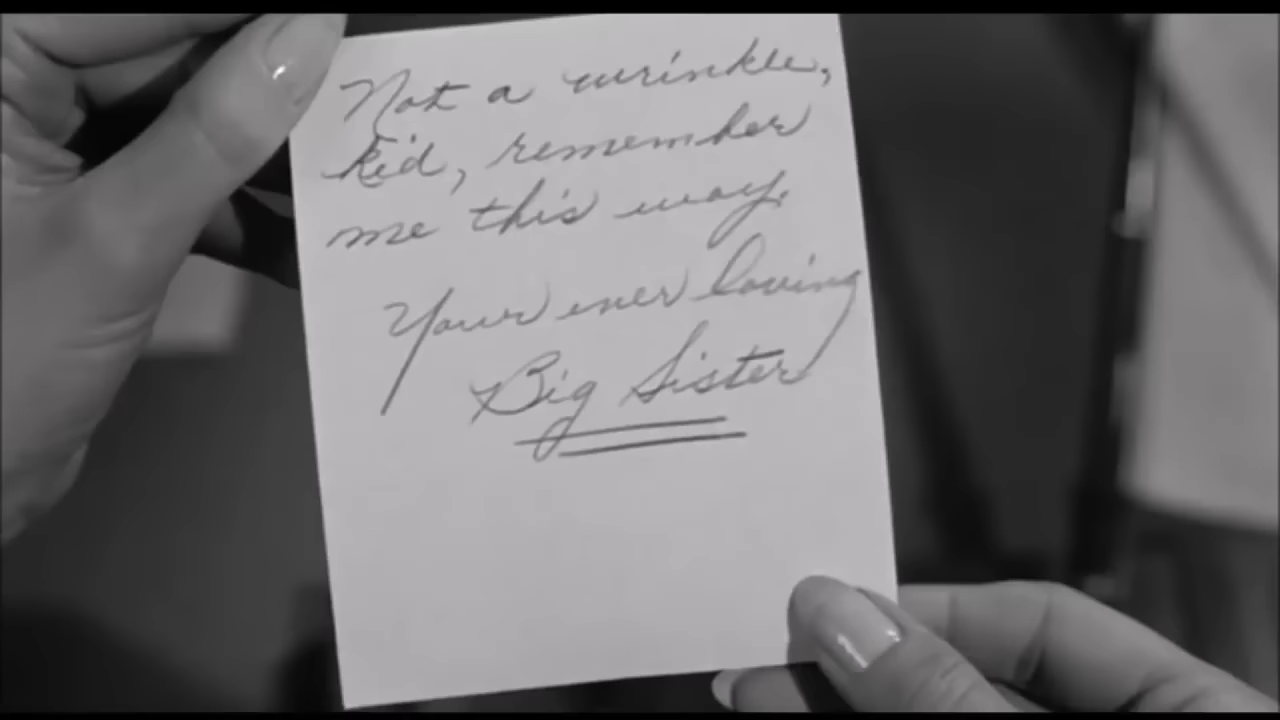 Not a wrinkle,
kid, remember
me this way.
Your ever loving
Big Sister